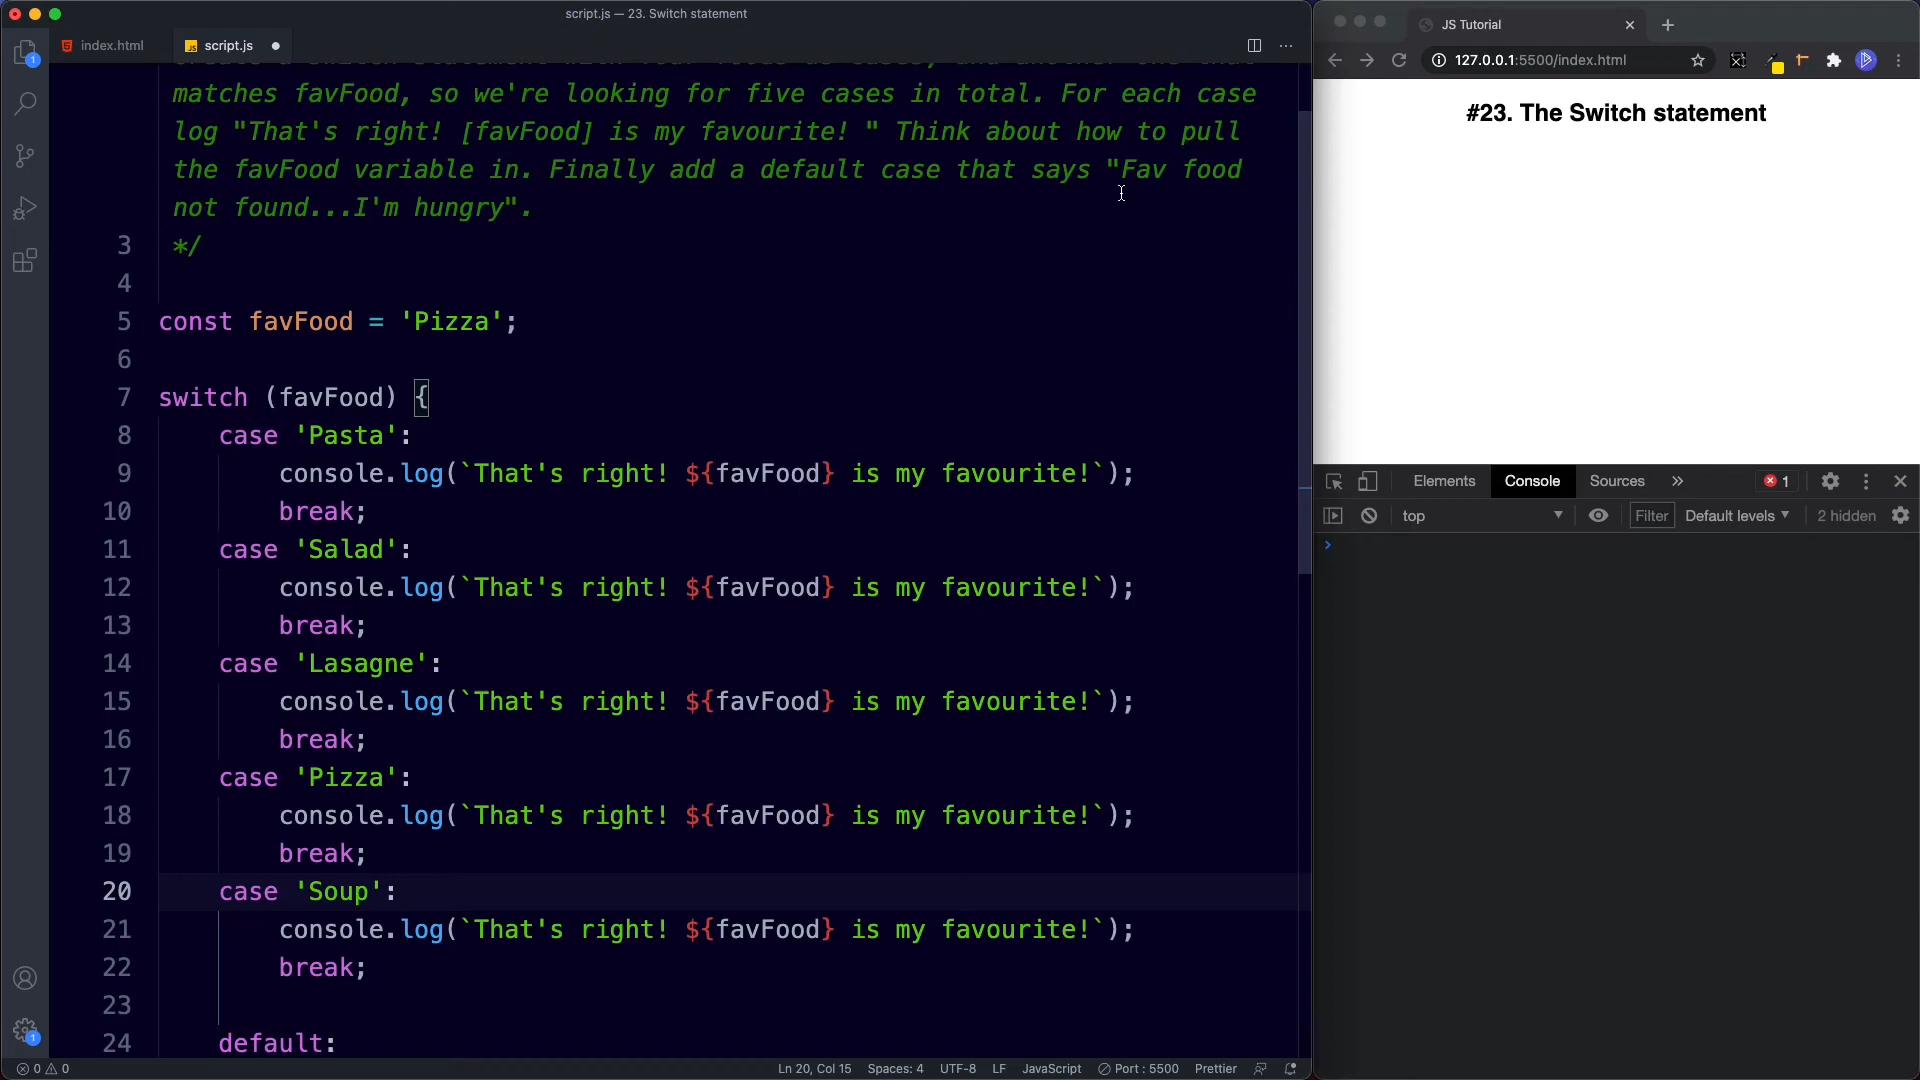 script.js — 23. Switch statement
index.html
script.js
matches favFood, so we're looking for five cases in total. For each case
log "That's right! [favFood] is my favourite! " Think about how to pull
the favFood variable in. Finally add a default case that says "Fav food
not found...I'm hungry".
3 */
4
5 const favFood = 'Pizza';
6
7 switch (favFood) {
8 case 'Pasta':
9 console.log(`That's right! ${favFood} is my favourite!`);
10 break;
11 case 'Salad':
12 console.log(`That's right! ${favFood} is my favourite!`);
13 break;
14 case 'Lasagne':
15 console.log(`That's right! ${favFood} is my favourite!`);
16 break;
17 case 'Pizza':
18 console.log(`That's right! ${favFood} is my favourite!`);
19 break;
20 case 'Soup':
21 console.log(`That's right! ${favFood} is my favourite!`);
22 break;
23
24 default:
1
1
0 0
Ln 20, Col 15 Spaces: 4 UTF-8 LF JavaScript Port : 5500 Prettier
JS Tutorial
127.0.0.1:5500/index.html
#23. The Switch statement
Elements Console Sources » 1
top Filter Default levels 2 hidden